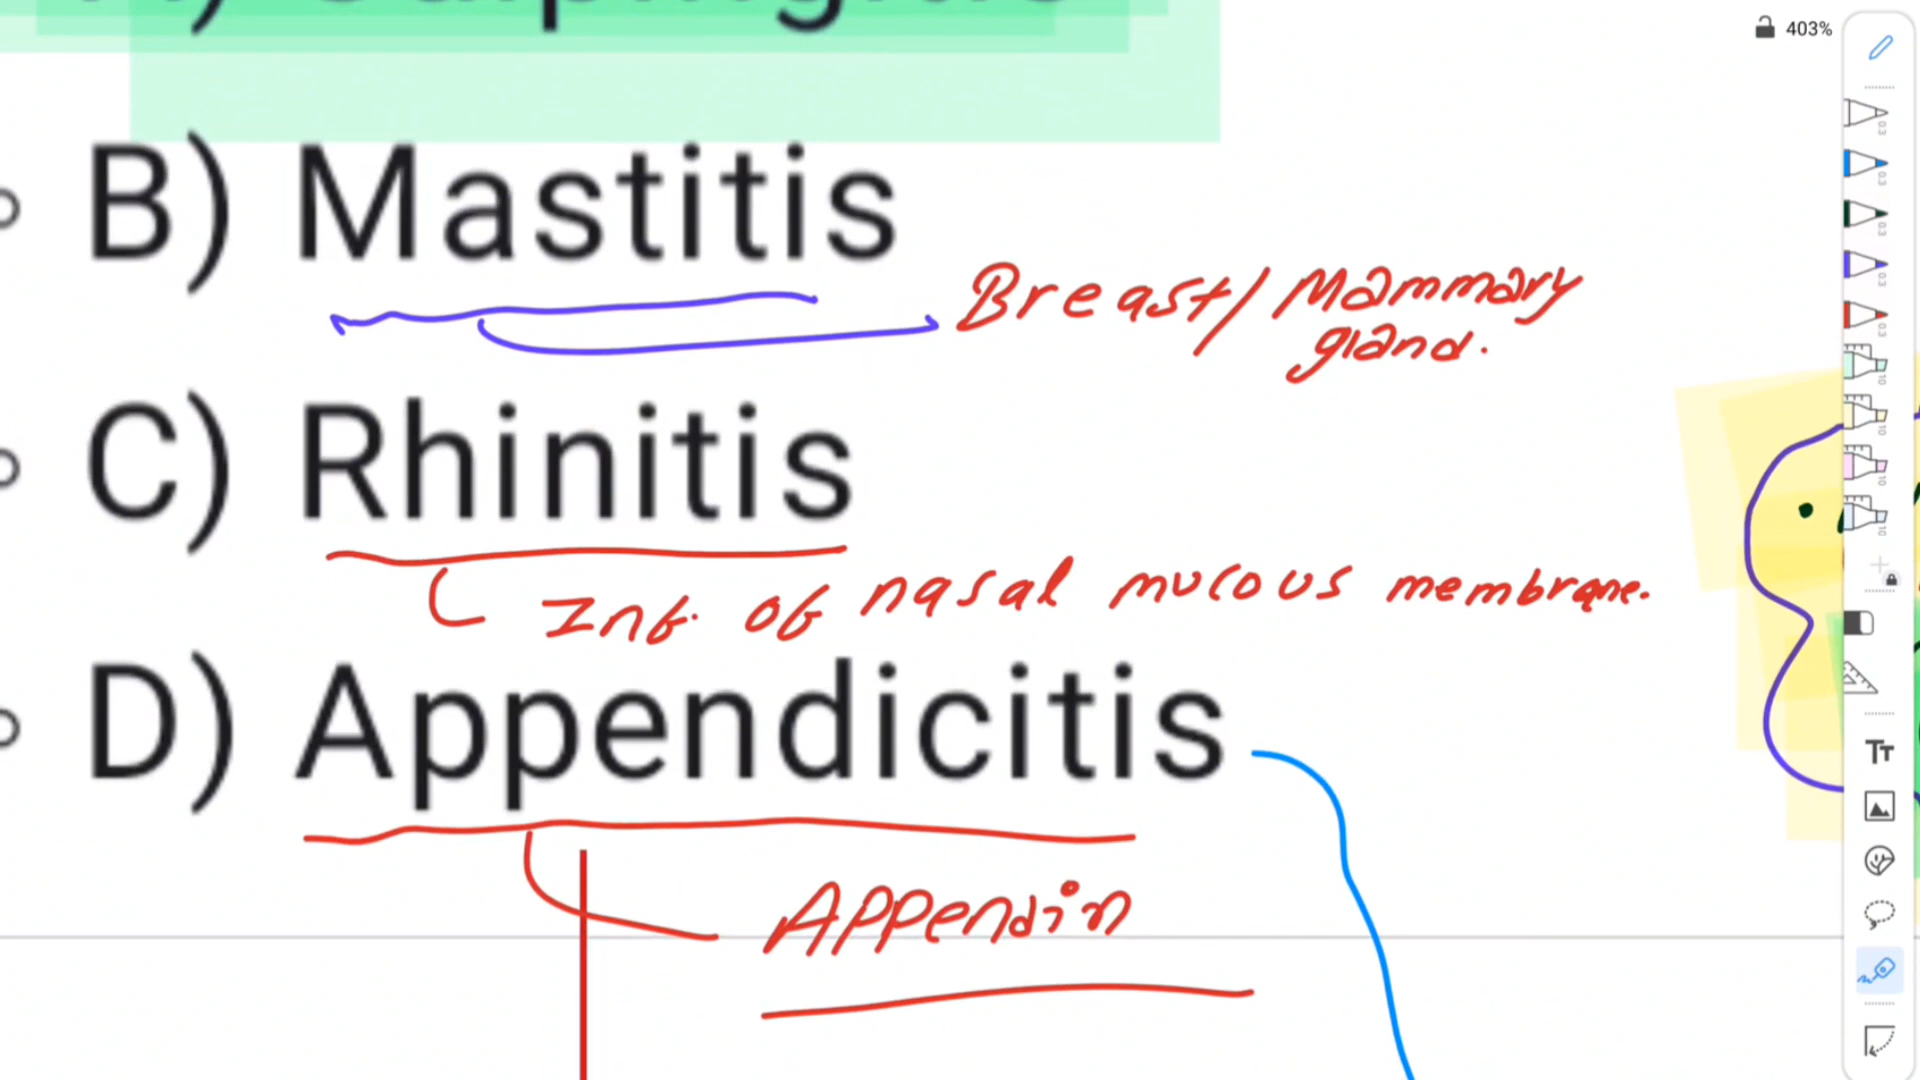 403%
B) Mastitis
Breast/ Mammary
gland.
C) Rhinitis
Inf. of nasal mucous membrane.
D) Appendicitis
Appendix